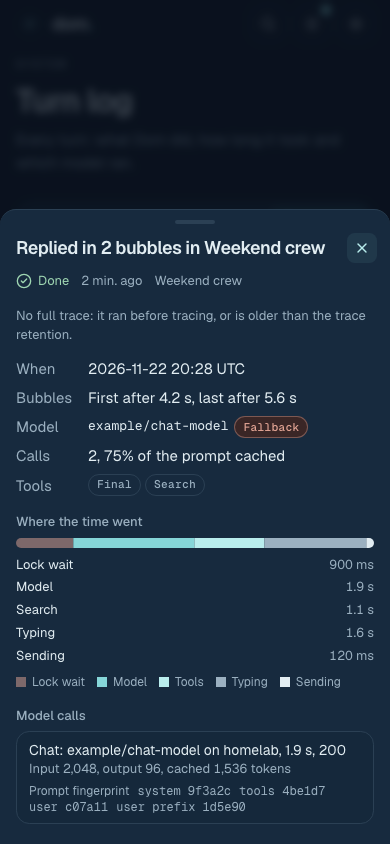 Turn log
Replied in 2 bubbles in Weekend crew
Done 2 min. ago Weekend crew
No full trace: it ran before tracing, or is older than the trace
retention.
When 2026-11-22 20:28 UTC
Bubbles First after 4.2 s, last after 5.6 s
Model example/chat-model Fallback
Calls 2, 75% of the prompt cached
Tools Final Search
Where the time went
Lock wait 900 ms
Model 1.9 s
Search 1.1 s
Typing 1.6 s
Sending 120 ms
Lock wait Model Tools Typing Sending
Model calls
Chat: example/chat-model on homelab, 1.9 s, 200
Input 2,048, output 96, cached 1,536 tokens
Prompt fingerprint system 9f3a2c tools 4be1d7
user c07a11 user prefix 1d5e90